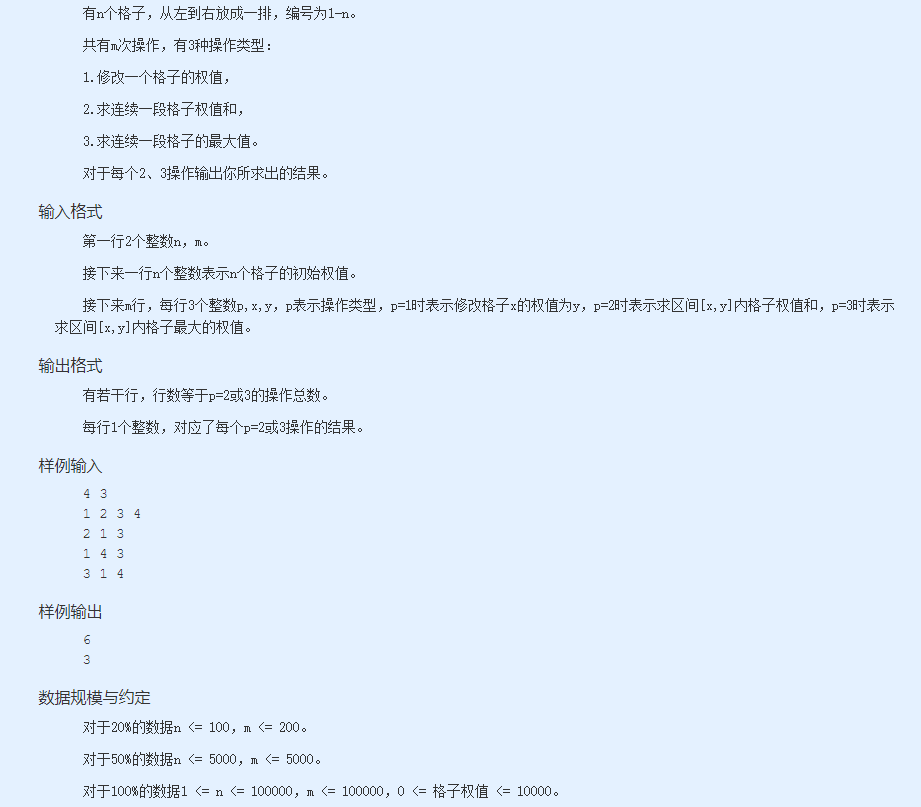 有n个格子，从左到右放成一排，编号为1-n。
共有m次操作，有3种操作类型：
1.修改一个格子的权值，
2.求连续一段格子权值和，
3.求连续一段格子的最大值。
对于每个2、3操作输出你所求出的结果。
输入格式
第一行2个整数n，m。
接下来一行n个整数表示n个格子的初始权值。
接下来m行，每行3个整数p,x,y，p表示操作类型，p=1时表示修改格子x的权值为y，p=2时表示求区间[x,y]内格子权值和，p=3时表示
求区间[x,y]内格子最大的权值。
输出格式
有若干行，行数等于p=2或3的操作总数。
每行1个整数，对应了每个p=2或3操作的结果。
样例输入
4 3
1 2 3 4
2 1 3
1 4 3
3 1 4
样例输出
6
3
数据规模与约定
对于20%的数据n <= 100，m <= 200。
对于50%的数据n <= 5000，m <= 5000。
对于100%的数据1 <= n <= 100000，m <= 100000，0 <= 格子权值 <= 10000。